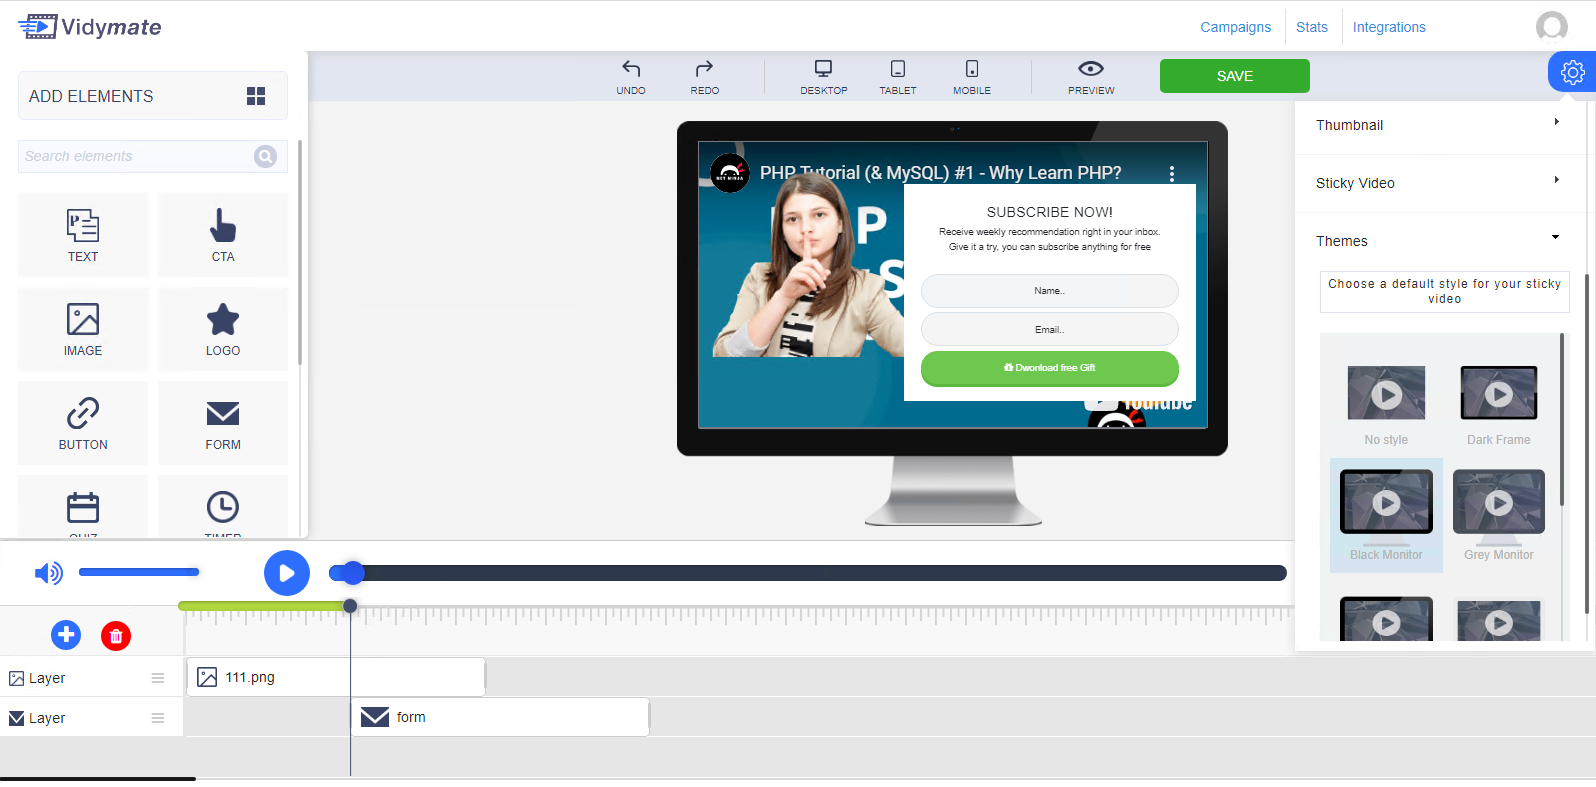 Vidymate
Campaigns
Stats
Integrations
ADD ELEMENTS
UNDO
REDO
DESKTOP
TABLET
MOBILE
PREVIEW
SAVE
Search elements
TEXT
CTA
IMAGE
LOGO
BUTTON
FORM
QUIZ
TIMER
NET NINJA
PHP Tutorial (& MySQL) #1 - Why Learn PHP?
P
S
SUBSCRIBE NOW!
Receive weekly recommendation right in your inbox.
Give it a try, you can subscribe anything for free
Name..
Email..
Dwonload free Gift
YouTube
Thumbnail
Sticky Video
Themes
Choose a default style for your sticky
video
No style
Dark Frame
Black Monitor
Grey Monitor
Layer
111.png
Layer
form